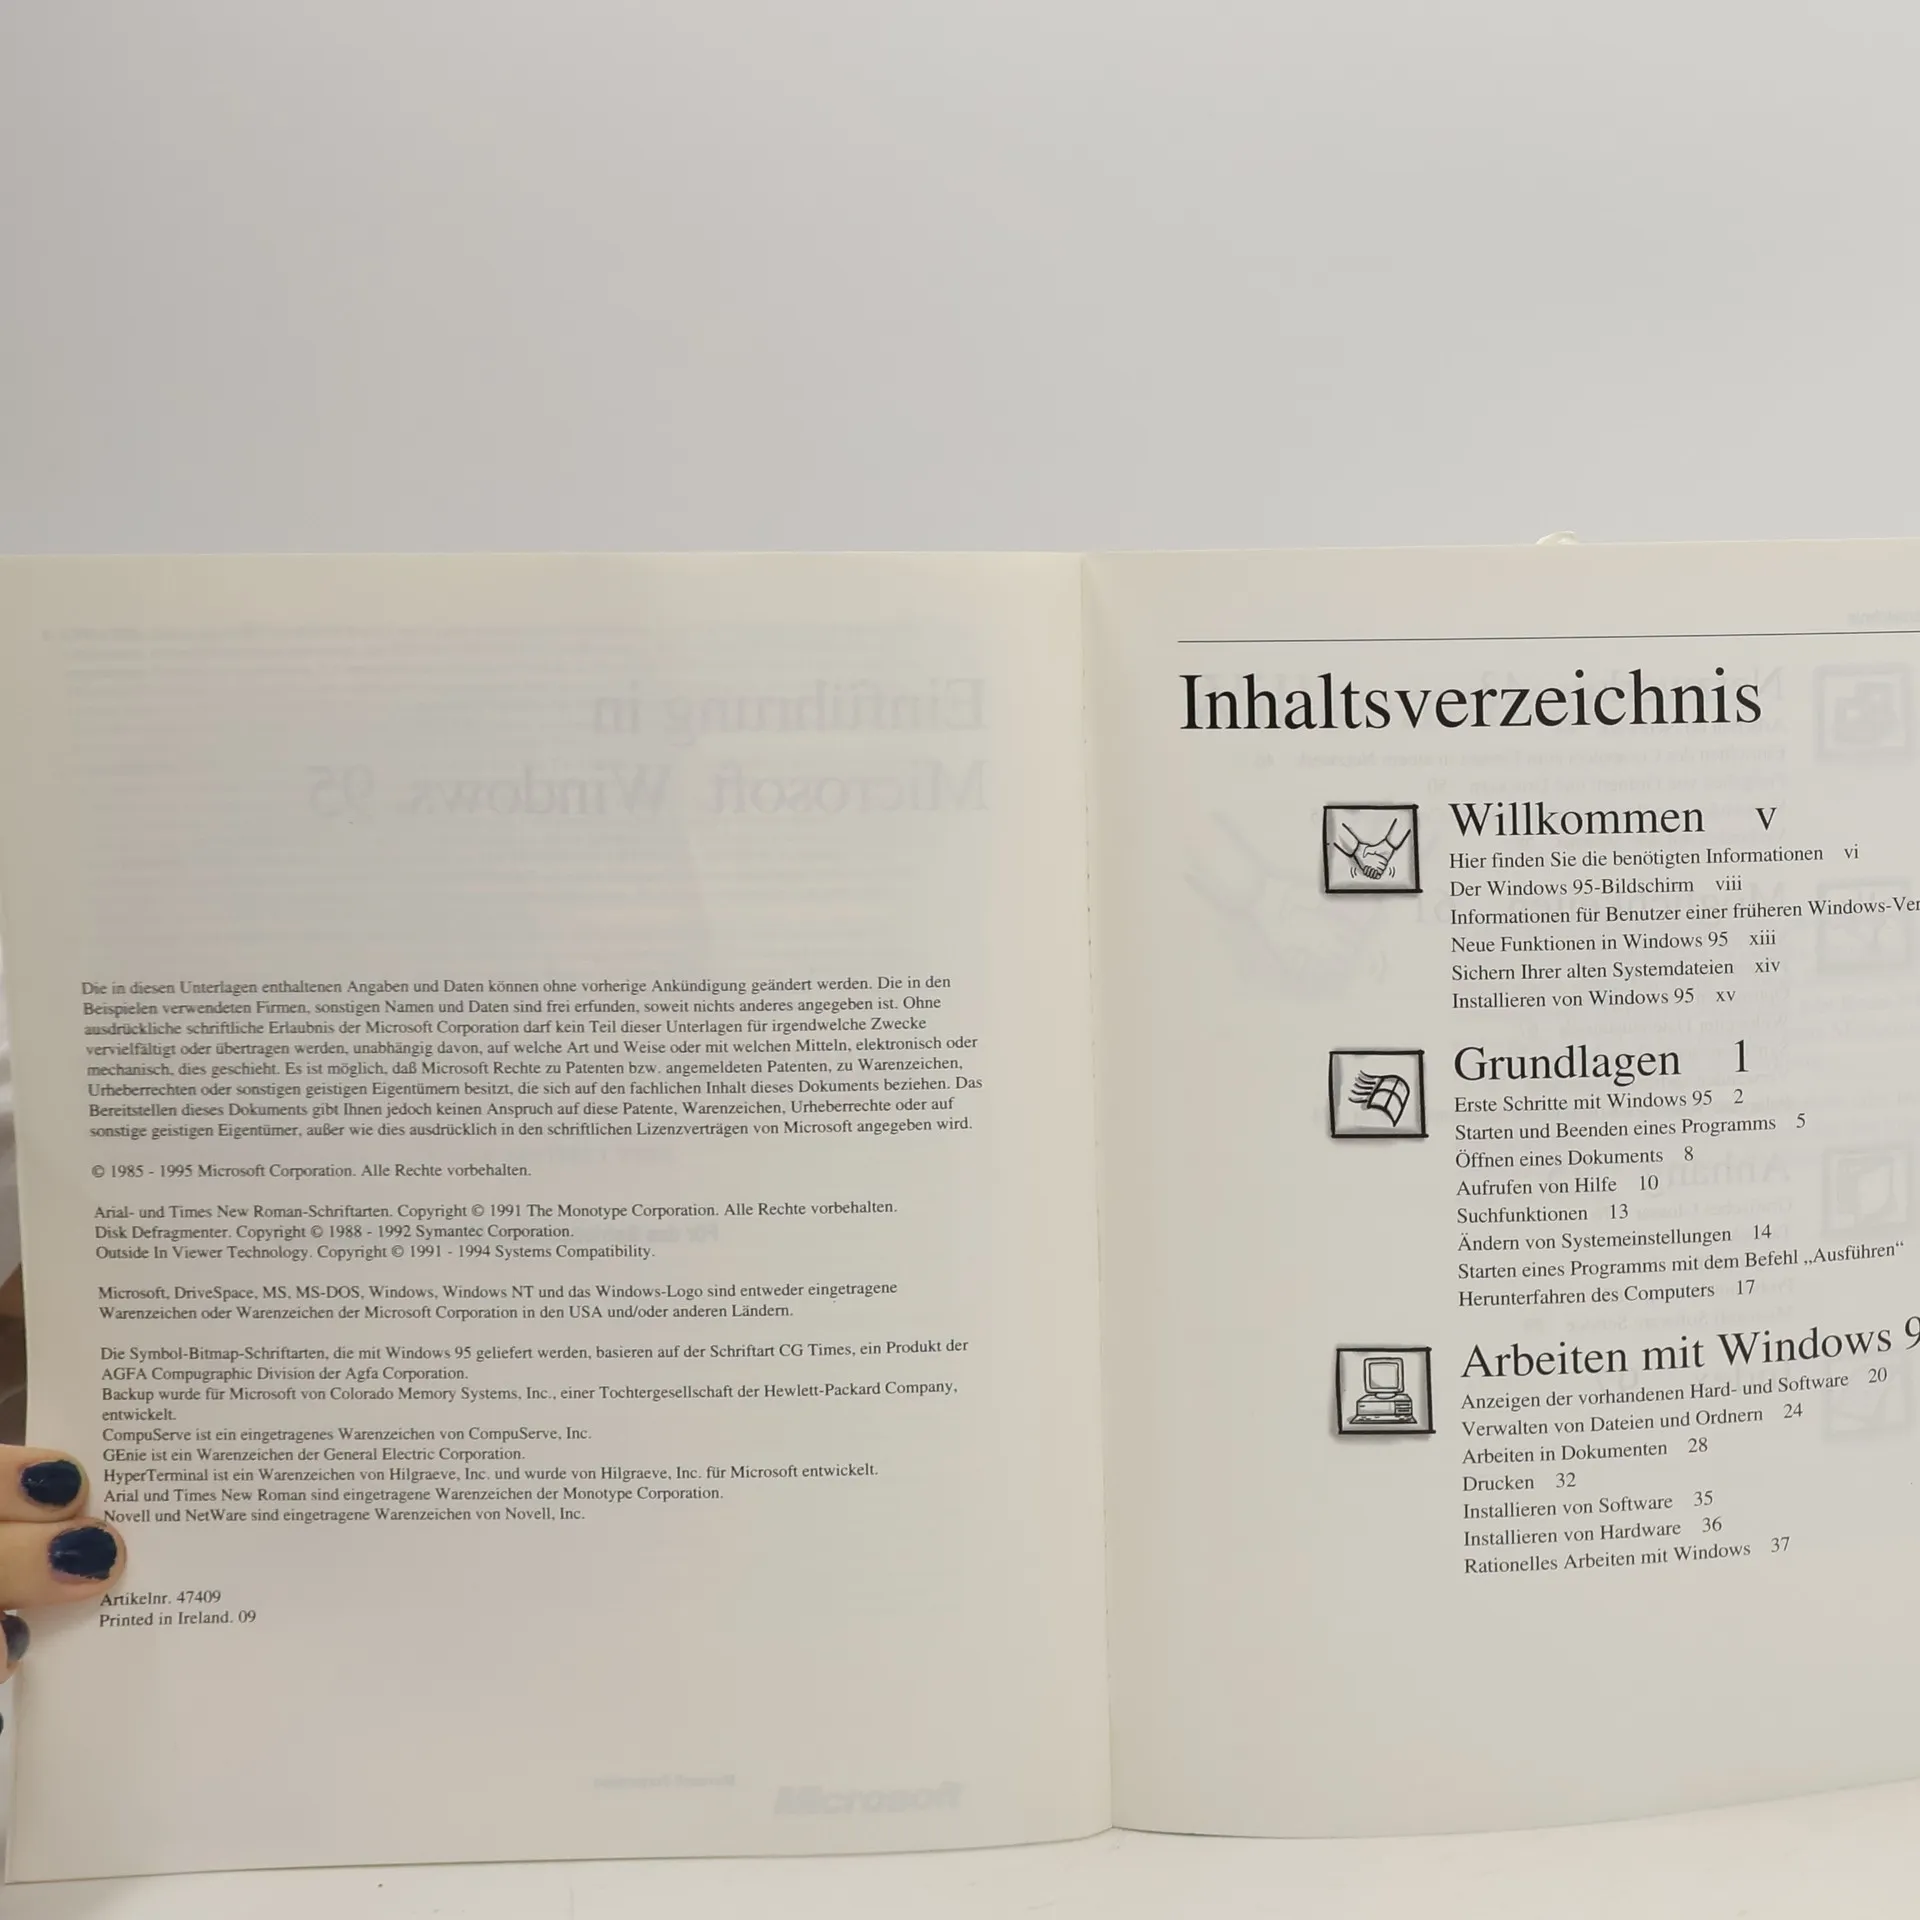 Die in diesen Unterlagen enthaltenen Angaben und Daten können ohne vorherige Ankündigung geändert werden. Die in den
Beispielen verwendeten Firmen, sonstigen Namen und Daten sind frei erfunden, soweit nichts anderes angegeben ist. Ohne
ausdrückliche schriftliche Erlaubnis der Microsoft Corporation darf kein Teil dieser Unterlagen für irgendwelche Zwecke
vervielfältigt oder übertragen werden, unabhängig davon, auf welche Art und Weise oder mit welchen Mitteln, elektronisch oder
mechanisch, dies geschieht. Es ist möglich, daß Microsoft Rechte zu Patenten bzw. angemeldeten Patenten, zu Warenzeichen,
Urheberrechten oder sonstigen geistigen Eigentümern besitzt, die sich auf den fachlichen Inhalt dieses Dokuments beziehen. Das
Bereitstellen dieses Dokuments gibt Ihnen jedoch keinen Anspruch auf diese Patente, Warenzeichen, Urheberrechte oder auf
sonstige geistigen Eigentümer, außer wie dies ausdrücklich in den schriftlichen Lizenzverträgen von Microsoft angegeben wird.
© 1985 - 1995 Microsoft Corporation. Alle Rechte vorbehalten.
Arial- und Times New Roman-Schriftarten. Copyright © 1991 The Monotype Corporation. Alle Rechte vorbehalten.
Disk Defragmenter. Copyright © 1988 - 1992 Symantec Corporation.
Outside In Viewer Technology. Copyright © 1991 - 1994 Systems Compatibility.
Microsoft, DriveSpace, MS, MS-DOS, Windows, Windows NT und das Windows-Logo sind entweder eingetragene
Warenzeichen oder Warenzeichen der Microsoft Corporation in den USA und/oder anderen Ländern.
Die Symbol-Bitmap-Schriftarten, die mit Windows 95 geliefert werden, basieren auf der Schriftart CG Times, ein Produkt der
AGFA Compugraphic Division der Agfa Corporation.
Backup wurde für Microsoft von Colorado Memory Systems, Inc., einer Tochtergesellschaft der Hewlett-Packard Company,
entwickelt.
CompuServe ist ein eingetragenes Warenzeichen von CompuServe, Inc.
GEnie ist ein Warenzeichen der General Electric Corporation.
HyperTerminal ist ein Warenzeichen von Hilgraeve, Inc. und wurde von Hilgraeve, Inc. für Microsoft entwickelt.
Arial und Times New Roman sind eingetragene Warenzeichen der Monotype Corporation.
Novell und NetWare sind eingetragene Warenzeichen von Novell, Inc.
Artikelnr. 47409
Printed in Ireland. 09
Inhaltsverzeichnis
Willkommen v
Hier finden Sie die benötigten Informationen vi
Der Windows 95-Bildschirm viii
Informationen für Benutzer einer früheren Windows-Ver
Neue Funktionen in Windows 95 xiii
Sichern Ihrer alten Systemdateien xiv
Installieren von Windows 95 xv
Grundlagen 1
Erste Schritte mit Windows 95 2
Starten und Beenden eines Programms 5
Öffnen eines Dokuments 8
Aufrufen von Hilfe 10
Suchfunktionen 13
Ändern von Systemeinstellungen 14
Starten eines Programms mit dem Befehl „Ausführen“
Herunterfahren des Computers 17
Arbeiten mit Windows 9
Anzeigen der vorhandenen Hard- und Software 20
Verwalten von Dateien und Ordnern 24
Arbeiten in Dokumenten 28
Drucken 32
Installieren von Software 35
Installieren von Hardware 36
Rationelles Arbeiten mit Windows 37